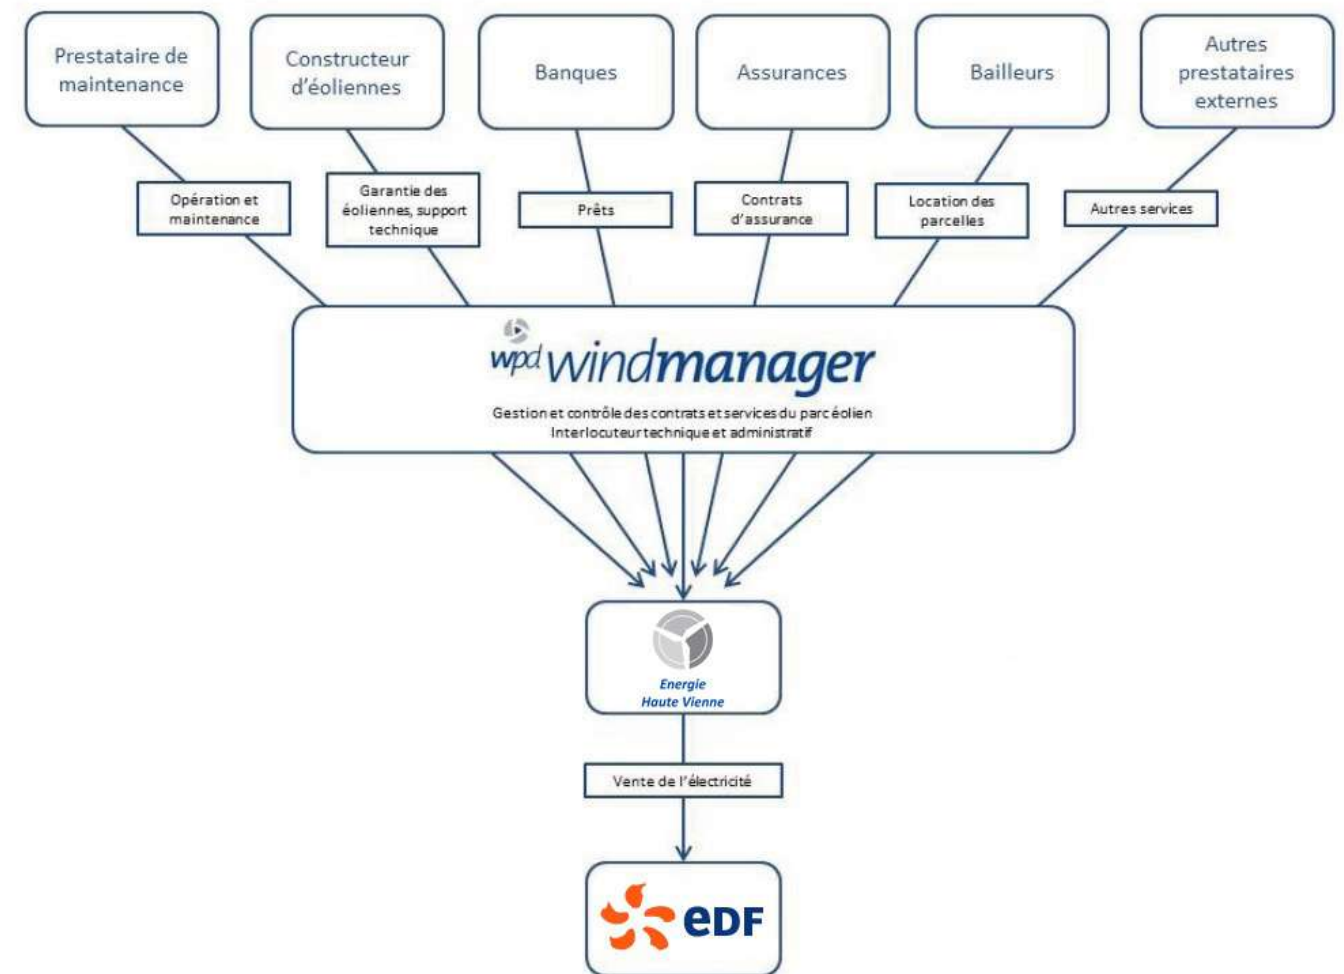 Prestataire de
maintenance
Constructeur
d'éoliennes
Banques
Assurances
Bailleurs
Autres
prestataires
externes
Opération et
maintenance
Garantie des
éoliennes, support
technique
Prêts
Contrats
d'assurance
Location des
parcelles
Autres services
wpd windmanager
Gestion et contrôle des contrats et services du parc éolien
Interlocuteur technique et administratif
Energie
Haute Vienne
Vente de l'électricité
eDF